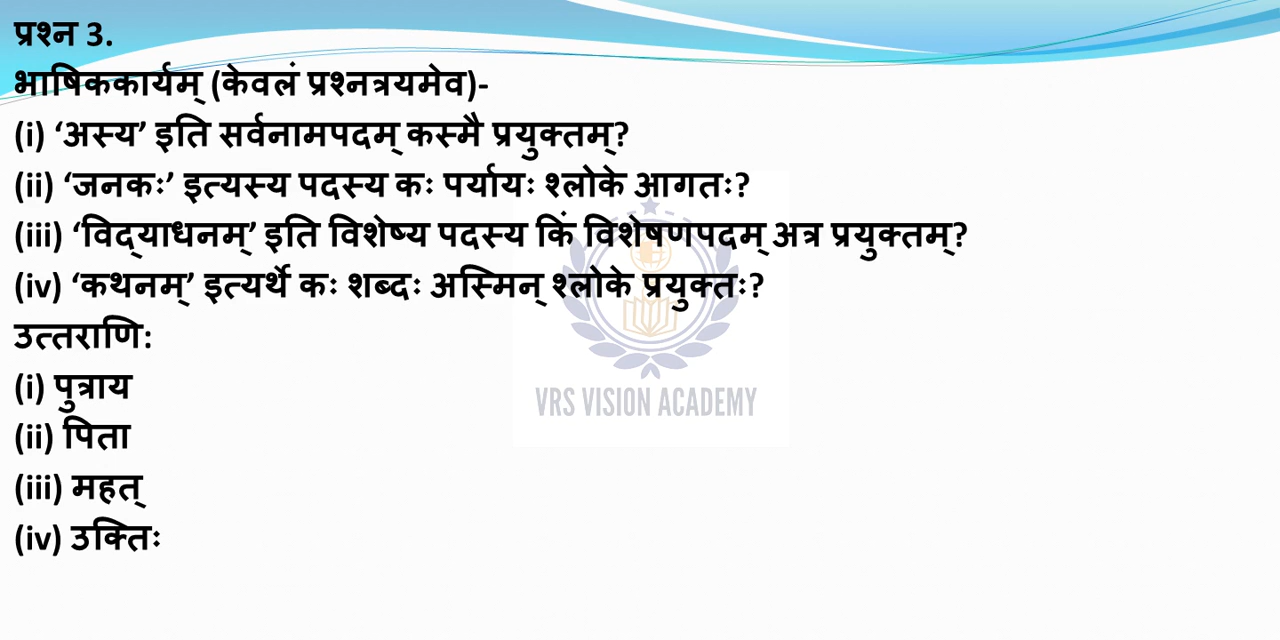 प्रश्न 3.
भाषिककार्यम् (केवलं प्रश्नत्रयमेव)-
(i) ‘अस्य’ इति सर्वनामपदम् कस्मै प्रयुक्तम्?
(ii) ‘जनकः’ इत्यस्य पदस्य कः पर्यायः श्लोके आगतः?
(iii) ‘विद्याधनम्’ इति विशेष्य पदस्य किं विशेषणपदम् अत्र प्रयुक्तम्?
(iv) ‘कथनम्’ इत्यर्थे कः शब्दः अस्मिन् श्लोके प्रयुक्तः?
उत्तराणि:
(i) पुत्राय
(ii) पिता
(iii) महत्
(iv) उक्तिः
VRS VISION ACADEMY